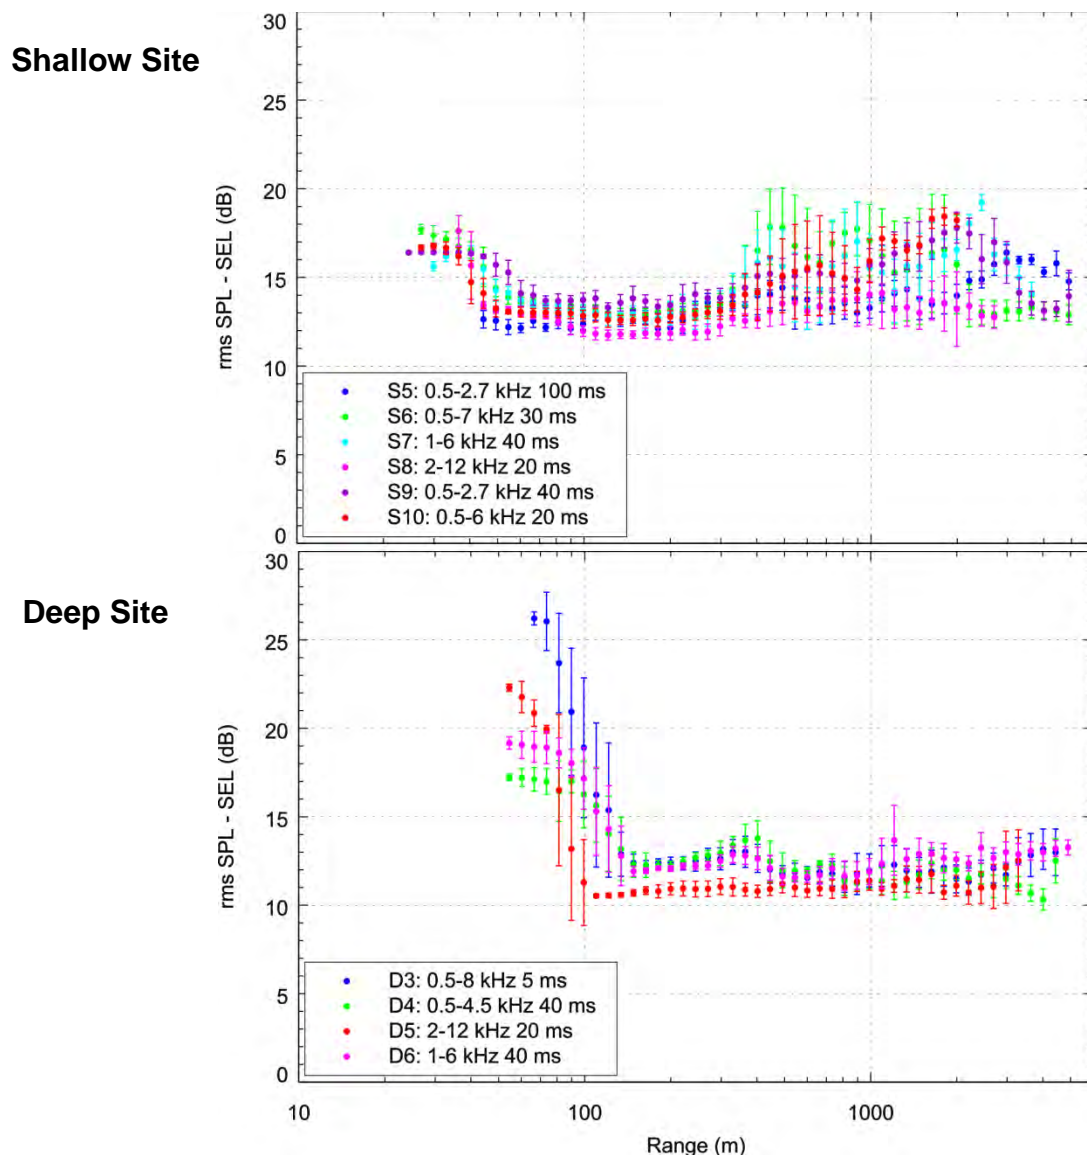 Shallow Site
30
25
20
15
10
5
0
rms SPL - SEL (dB)
S5: 0.5-2.7 kHz 100 ms
S6: 0.5-7 kHz 30 ms
S7: 1-6 kHz 40 ms
S8: 2-12 kHz 20 ms
S9: 0.5-2.7 kHz 40 ms
S10: 0.5-6 kHz 20 ms
Deep Site
30
25
20
15
10
5
0
rms SPL - SEL (dB)
D3: 0.5-8 kHz 5 ms
D4: 0.5-4.5 kHz 40 ms
D5: 2-12 kHz 20 ms
D6: 1-6 kHz 40 ms
10 100 1000
Range (m)